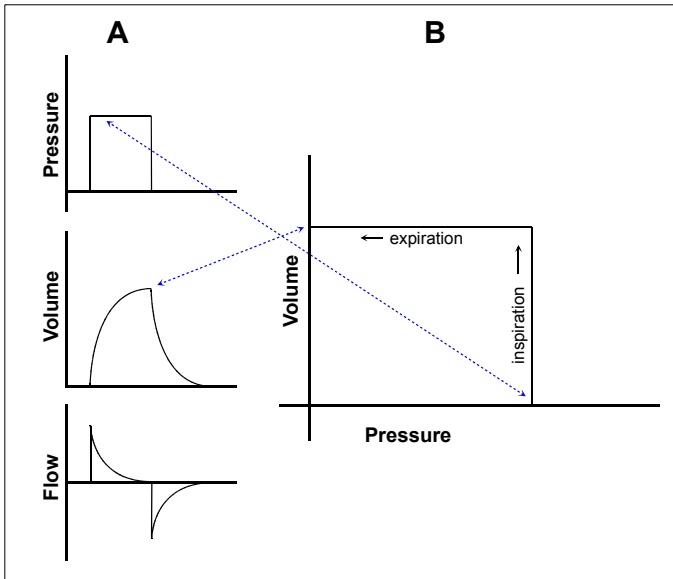 A
B
Pressure
Volume
Flow
Volume
expiration
inspiration
Pressure